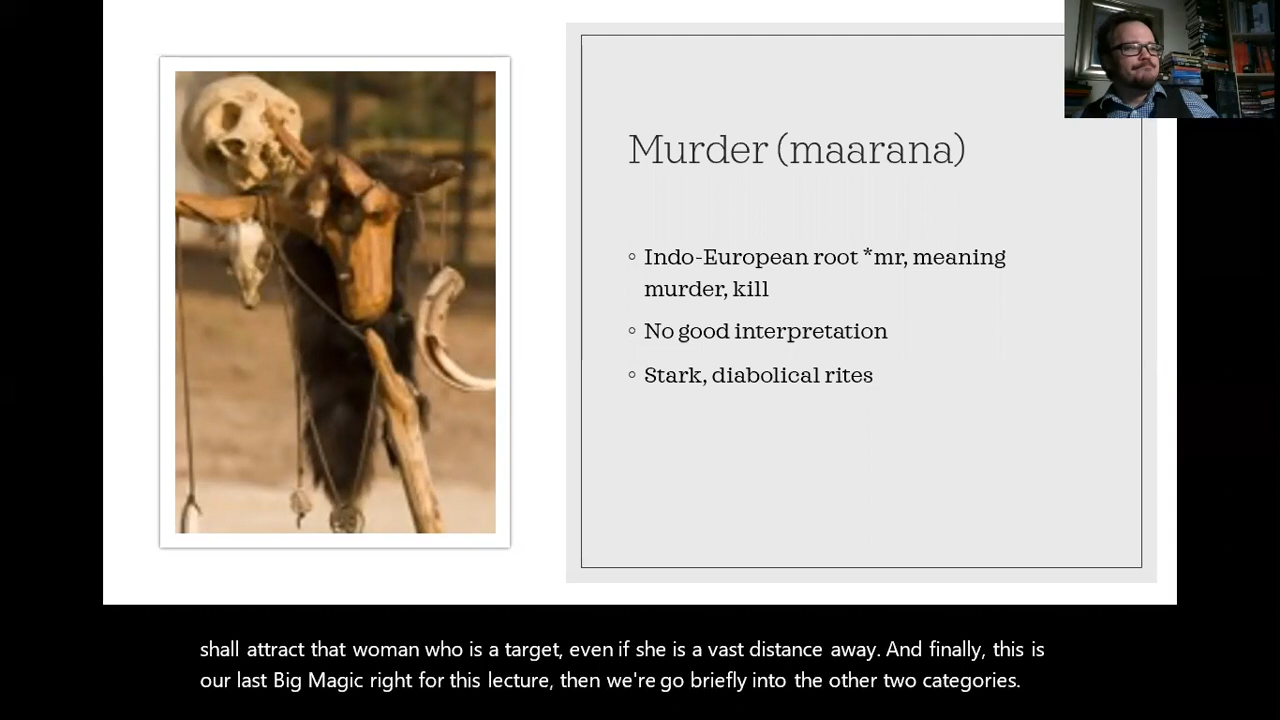 Murder (maarana)
◦ Indo-European root *mr, meaning
murder, kill
◦ No good interpretation
◦ Stark, diabolical rites
shall attract that woman who is a target, even if she is a vast distance away. And finally, this is
our last Big Magic right for this lecture, then we're go briefly into the other two categories.